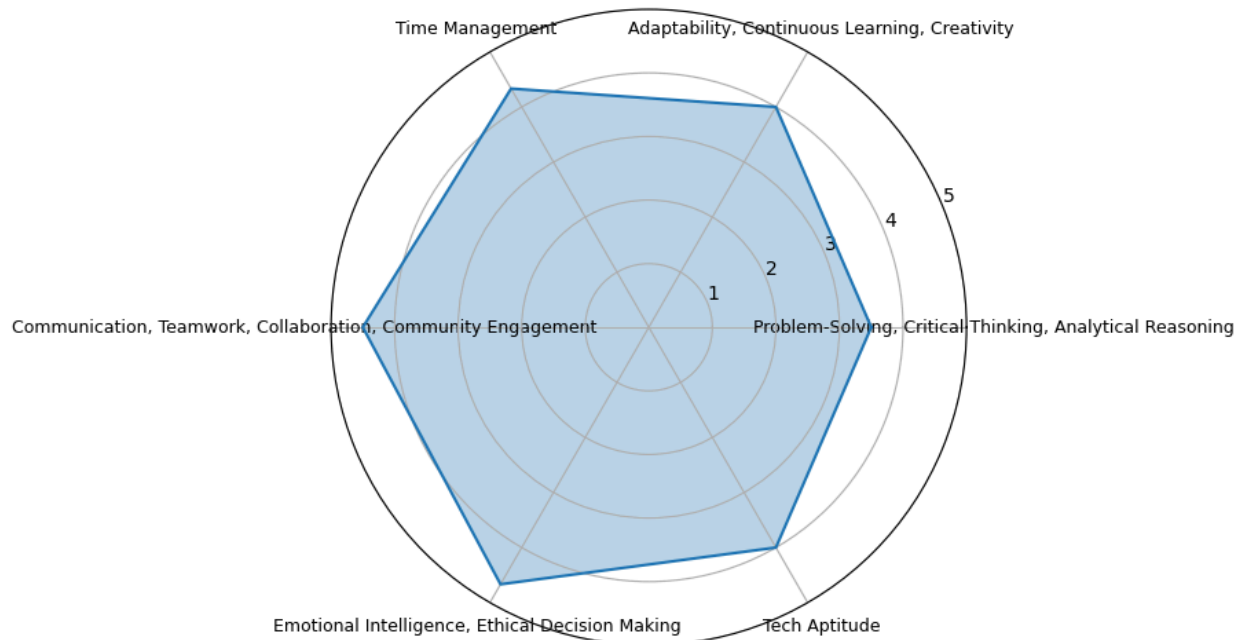 Time Management
Adaptability, Continuous Learning, Creativity
5
4
3
2
1
Communication, Teamwork, Collaboration, Community Engagement
Problem-Solving, Critical-Thinking, Analytical Reasoning
Emotional Intelligence, Ethical Decision Making
Tech Aptitude